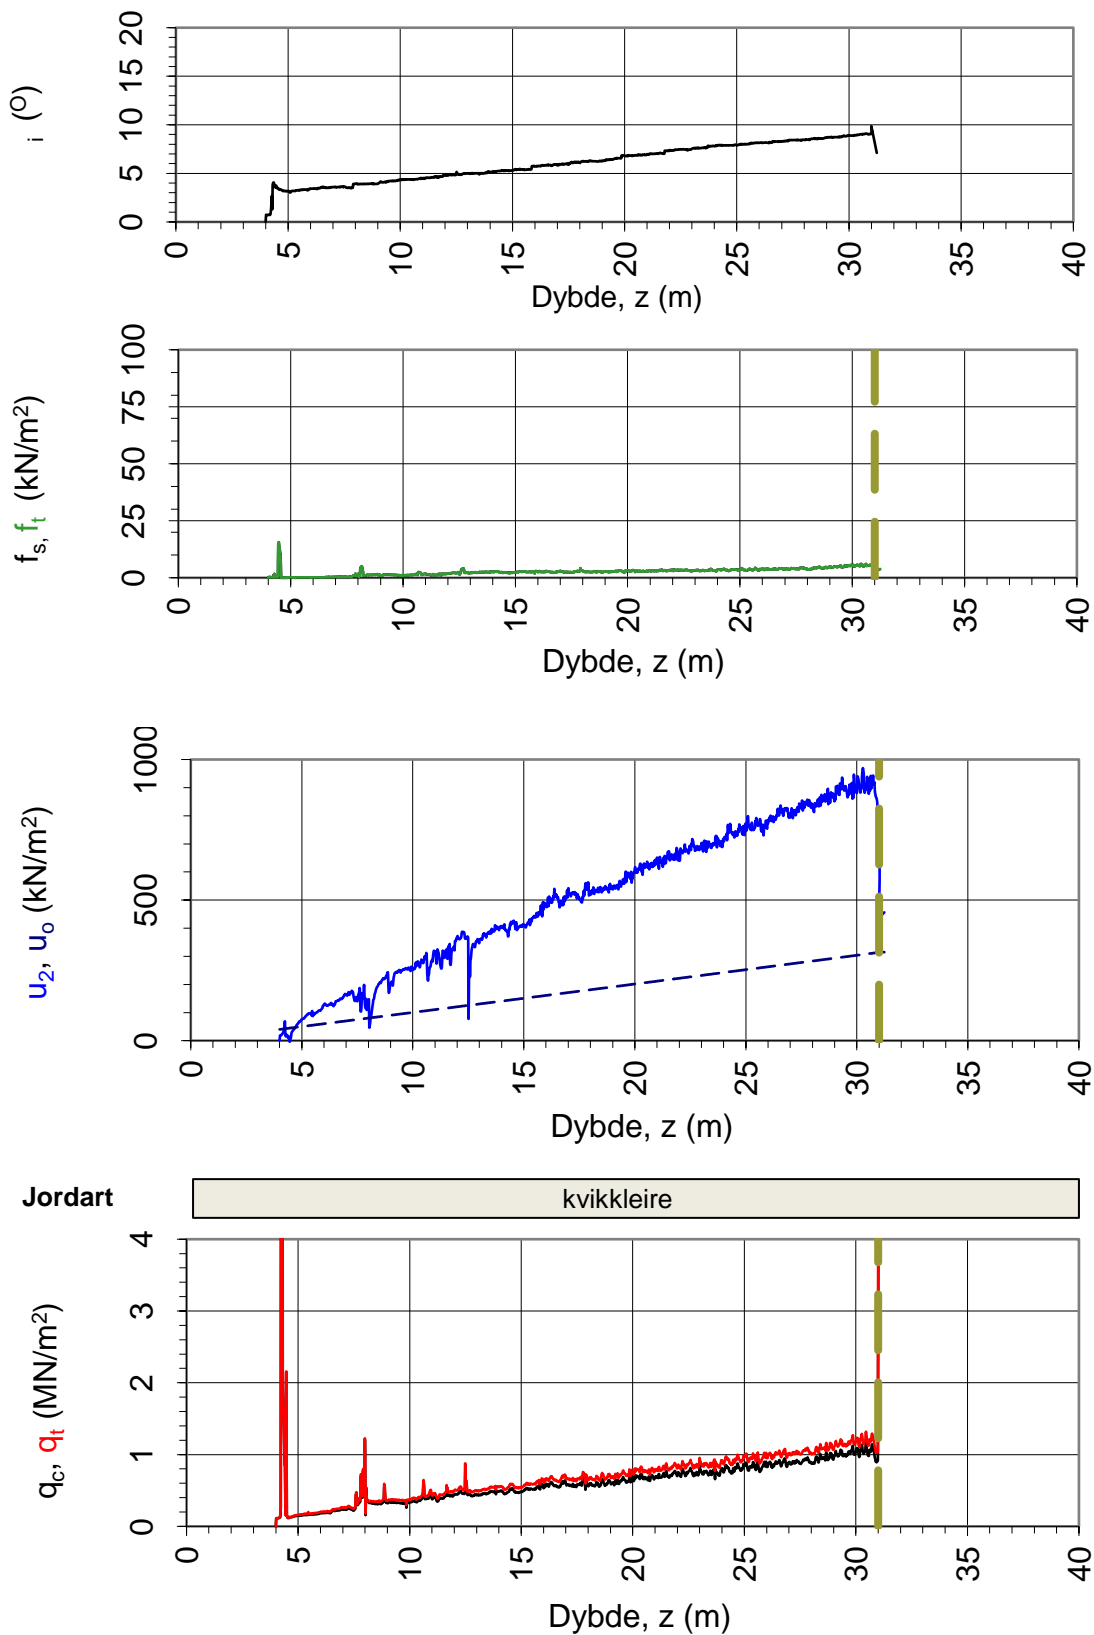 i (O)
20
15
10
5
0
0 5 10 15 20 25 30 35 40
Dybde, z (m)
fs, ft (kN/m2)
100
75
50
25
0
0 5 10 15 20 25 30 35 40
Dybde, z (m)
u2, uo (kN/m2)
1000
500
0
0 5 10 15 20 25 30 35 40
Dybde, z (m)
Jordart kvikkleire
qc, qt (MN/m2)
4
3
2
1
0
0 5 10 15 20 25 30 35 40
Dybde, z (m)